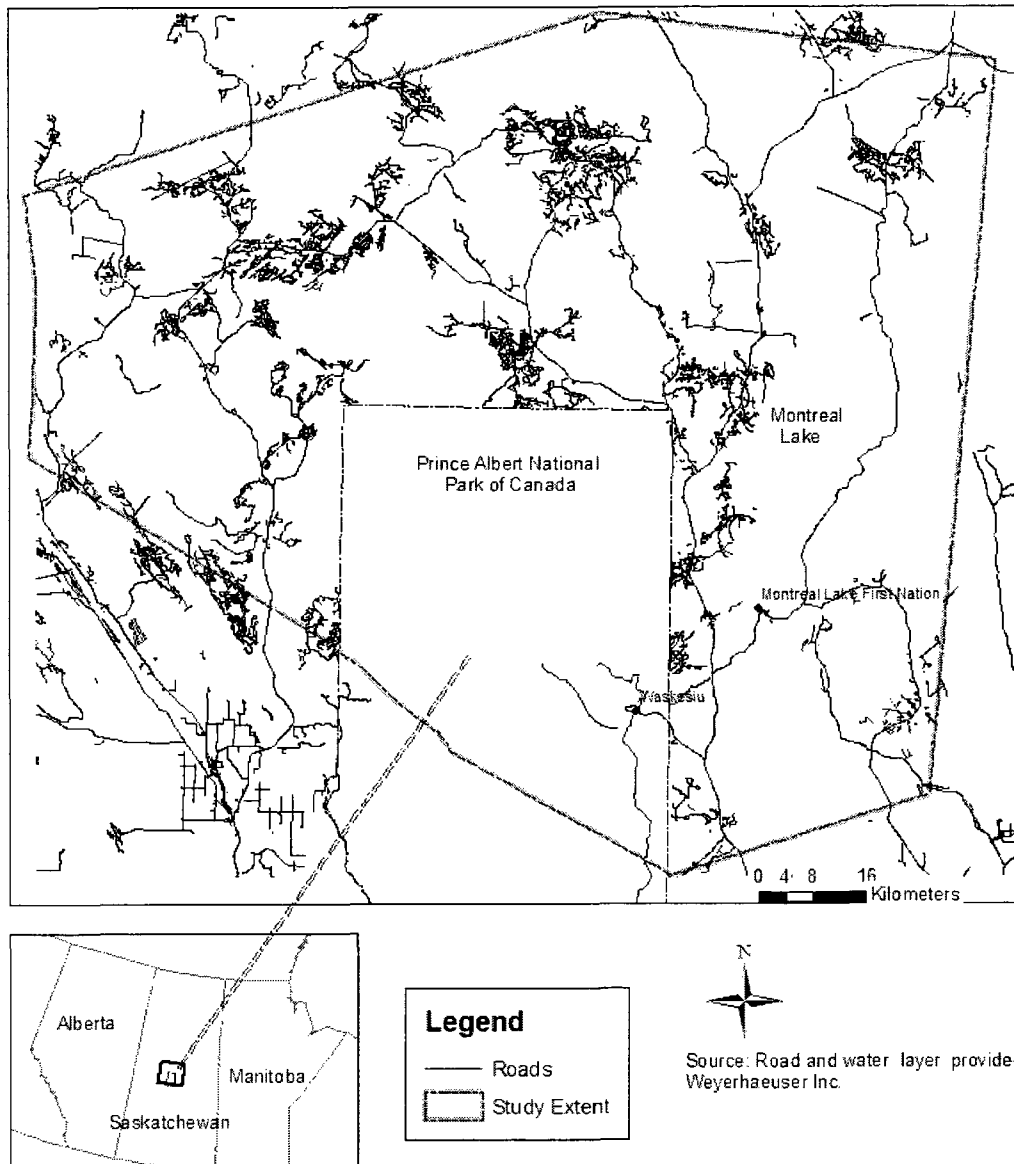 Montreal
Lake
Prince Albert National
Park of Canada
Montreal Lake First Nation
Waskesiu
0 4 8 16
Kilometers
Alberta
Saskatchewan
Manitoba
Legend
Roads
Study Extent
N
Source: Road and water layer provide
Weyerhaeuser Inc.